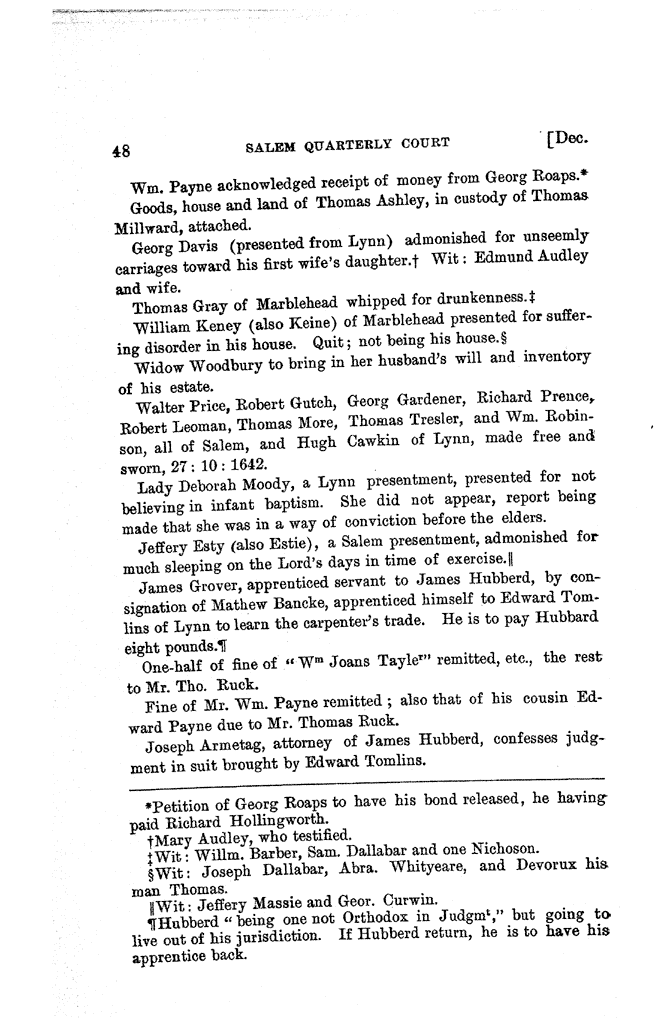 48 SALEM QUARTERLY COURT [Dec.
Wm. Payne acknowledged receipt of money from Georg Roaps.*
Goods, house and land of Thomas Ashley, in custody of Thomas
Millward, attached.
Georg Davis (presented from Lynn) admonished for unseemly
carriages toward his first wife's daughter.† Wit: Edmund Audley
and wife.
Thomas Gray of Marblehead whipped for drunkenness.‡
William Keney (also Keine) of Marblehead presented for suffer-
ing disorder in his house. Quit; not being his house.§
Widow Woodbury to bring in her husband's will and inventory
of his estate.
Walter Price, Robert Gutch, Georg Gardener, Richard Prence,
Robert Leoman, Thomas More, Thomas Tresler, and Wm. Robin-
son, all of Salem, and Hugh Cawkin of Lynn, made free and
sworn, 27: 10: 1642.
Lady Deborah Moody, a Lynn presentment, presented for not
believing in infant baptism. She did not appear, report being
made that she was in a way of conviction before the elders.
Jeffery Esty (also Estie), a Salem presentment, admonished for
much sleeping on the Lord's days in time of exercise.‖
James Grover, apprenticed servant to James Hubberd, by con-
signation of Mathew Bancke, apprenticed himself to Edward Tom-
lins of Lynn to learn the carpenter's trade. He is to pay Hubbard
eight pounds.¶
One-half of fine of "Wᵐ Joans Tayleʳ" remitted, etc., the rest
to Mr. Tho. Ruck.
Fine of Mr. Wm. Payne remitted; also that of his cousin Ed-
ward Payne due to Mr. Thomas Ruck.
Joseph Armetag, attorney of James Hubberd, confesses judg-
ment in suit brought by Edward Tomlins.
*Petition of Georg Roaps to have his bond released, he having
paid Richard Hollingworth.
†Mary Audley, who testified.
‡Wit: Willm. Barber, Sam. Dallabar and one Nichoson.
§Wit: Joseph Dallabar, Abra. Whityeare, and Devorux his
man Thomas.
‖Wit: Jeffery Massie and Geor. Curwin.
¶Hubberd "being one not Orthodox in Judgmᵗ," but going to
live out of his jurisdiction. If Hubberd return, he is to have his
apprentice back.